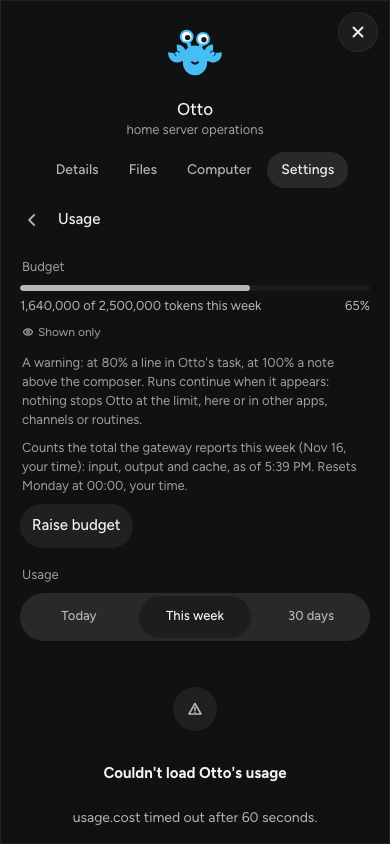 Otto
home server operations
Details Files Computer Settings
Usage
Budget
1,640,000 of 2,500,000 tokens this week 65%
Shown only
A warning: at 80% a line in Otto's task, at 100% a note
above the composer. Runs continue when it appears:
nothing stops Otto at the limit, here or in other apps,
channels or routines.
Counts the total the gateway reports this week (Nov 16,
your time): input, output and cache, as of 5:39 PM. Resets
Monday at 00:00, your time.
Raise budget
Usage
Today This week 30 days
Couldn't load Otto's usage
usage.cost timed out after 60 seconds.